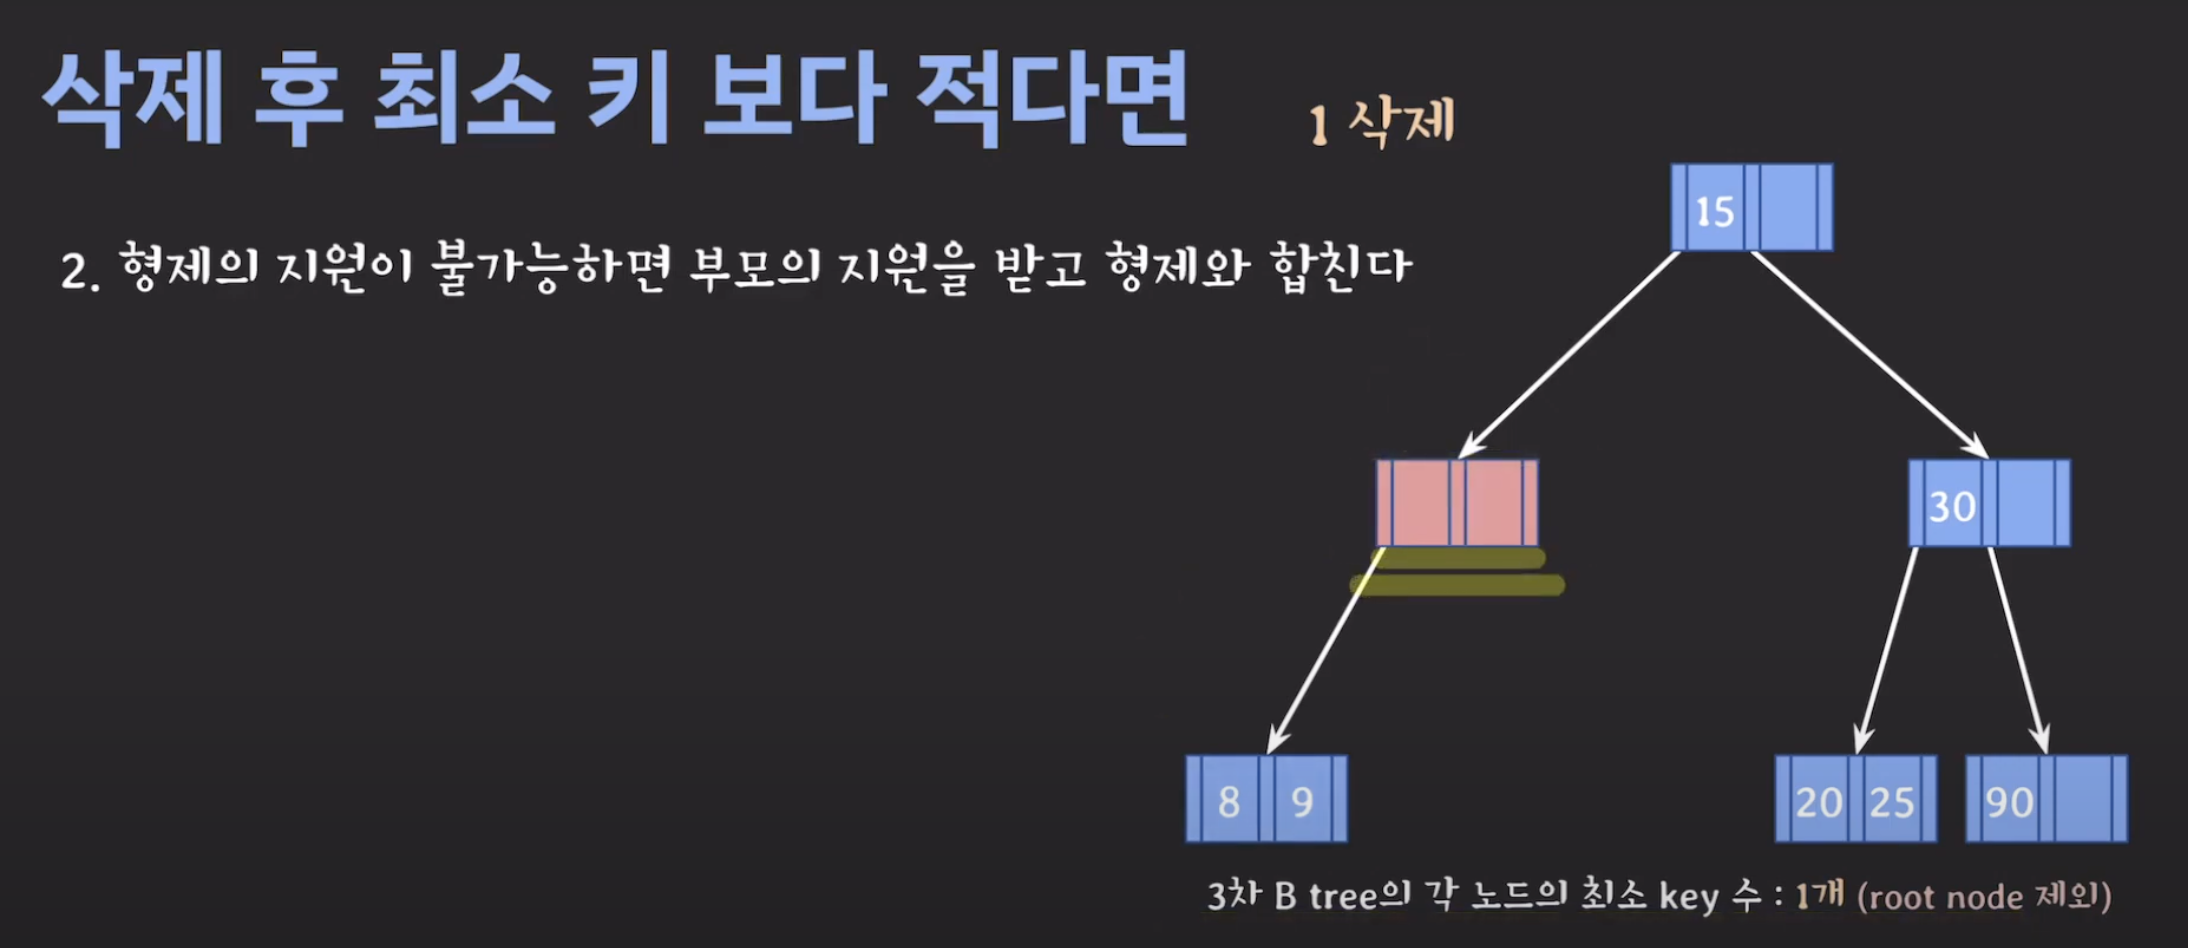 삭제 후 최소 키 보다 적다면
1 삭제
2. 형제의 지원이 불가능하면 부모의 지원을 받고 형제와 합친다
15
30
8 9
20 25
90
3차 B tree의 각 노드의 최소 key 수 : 1개 (root node 제외)